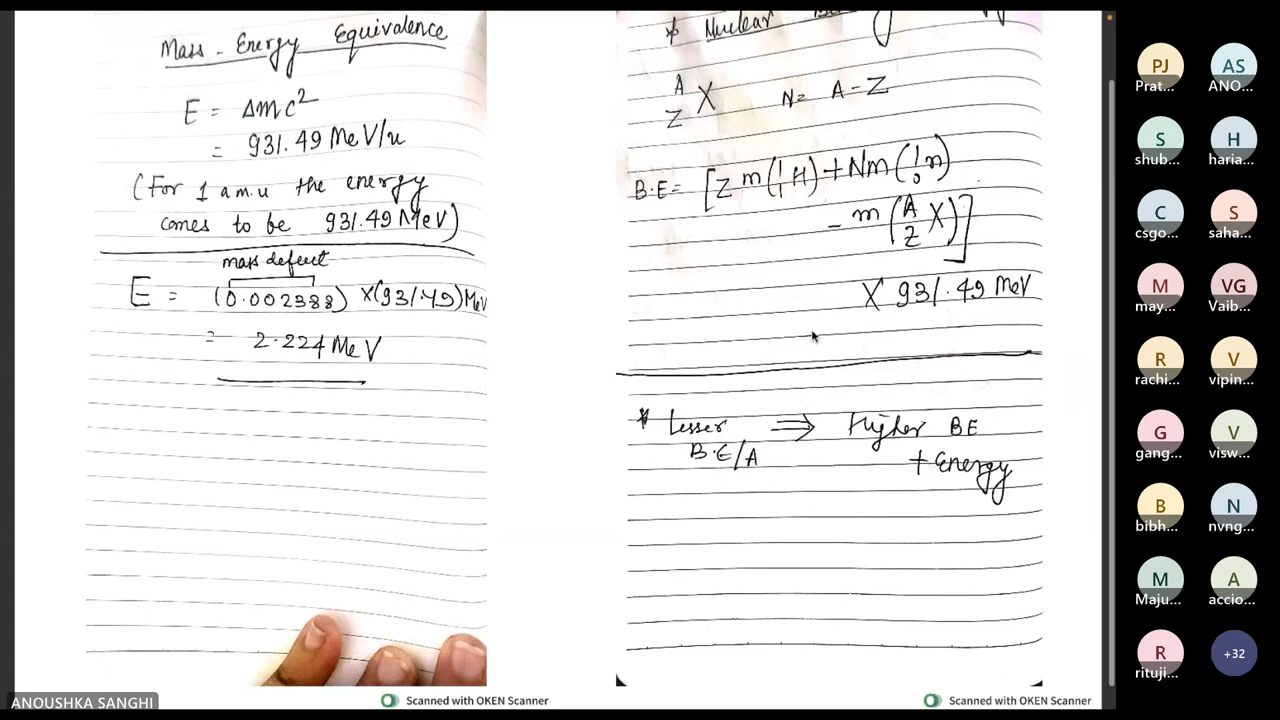 Mass - Energy Equivalence
E = Δmc²
= 931.49 MeV/u
(For 1 a.m.u the energy
comes to be 931.49 MeV)
mass defect
E = (0.002388) X(931.49)MeV
= 2.224 MeV
Scanned with OKEN Scanner
ANOUSHKA SANGHI
* Nuclear
A
Z X N = A - Z
B.E = [Z m(¹₁H) + Nm(¹₀n)
- m(A Z X)]
X 931.49 MeV
* Lesser ⇒ Higher BE
B.E/A + Energy
Scanned with OKEN Scanner
PJ AS
Prat... ANO...
S H
shub... haria...
C S
csgo... saha...
M VG
may... Vaib...
R V
rachi... vipin...
G V
gang... visw...
B N
bibh... nvng...
M A
Maju... accio...
R +32
rituji...